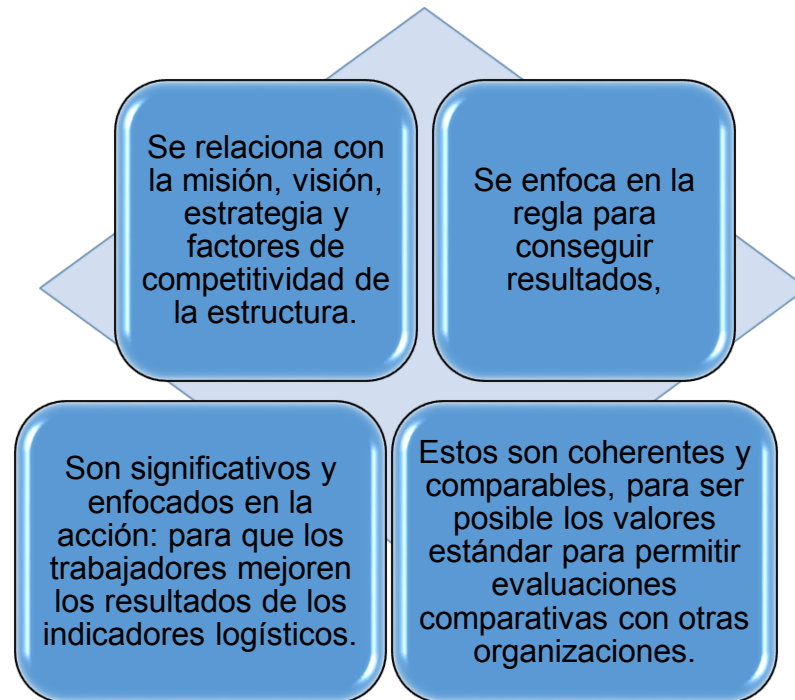 Se relaciona con
la misión, visión,
estrategia y
factores de
competitividad de
la estructura.
Se enfoca en la
regla para
conseguir
resultados,
Son significativos y
enfocados en la
acción: para que los
trabajadores mejoren
los resultados de los
indicadores logísticos.
Estos son coherentes y
comparables, para ser
posible los valores
estándar para permitir
evaluaciones
comparativas con otras
organizaciones.